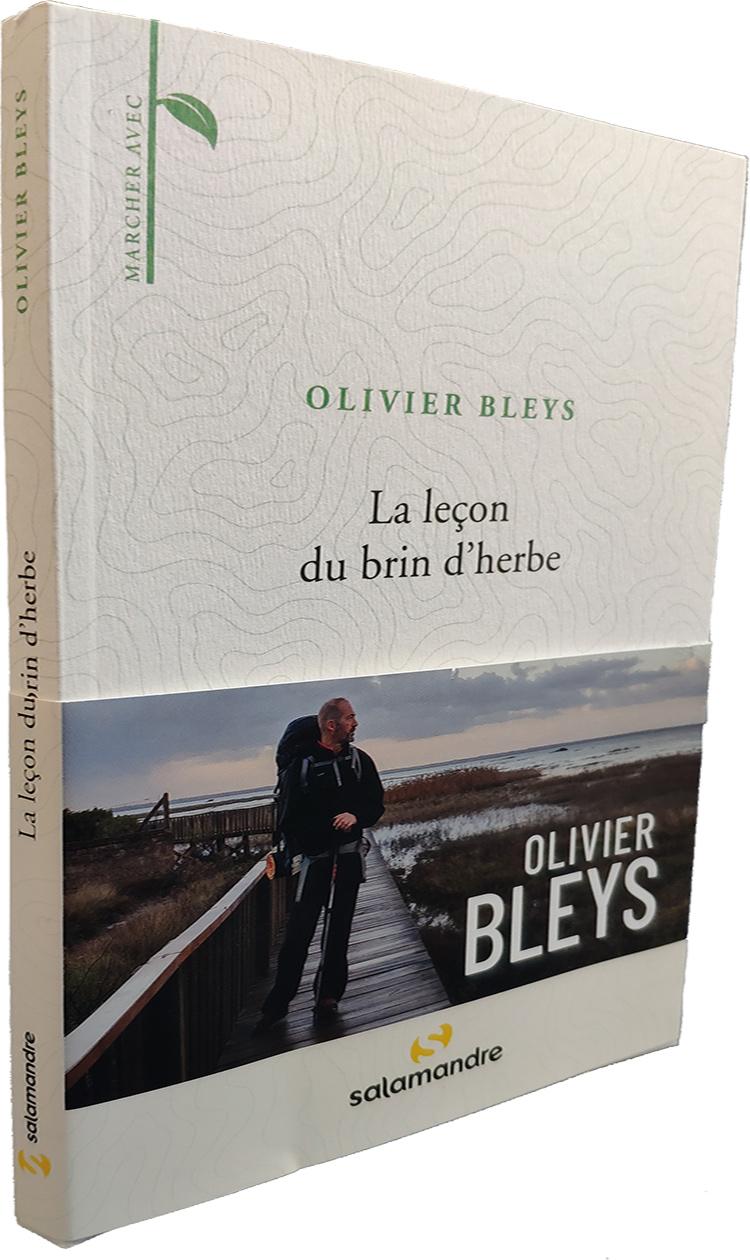 OLIVIER BLEYS
La leçon du brin d'herbe
salamandre
MARCHER AVEC
OLIVIER BLEYS
La leçon
du brin d'herbe
OLIVIER
BLEYS
salamandre